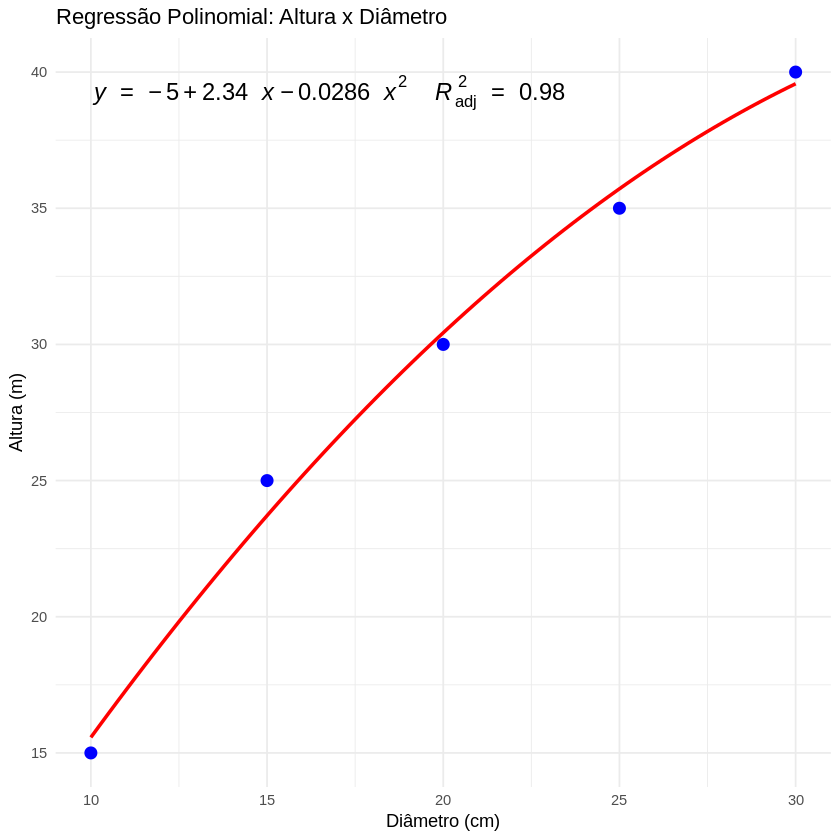 Regressão Polinomial: Altura x Diâmetro
y = −5+2.34 x−0.0286 x² R²adj = 0.98
40
35
30
25
20
15
Altura (m)
10 15 20 25 30
Diâmetro (cm)